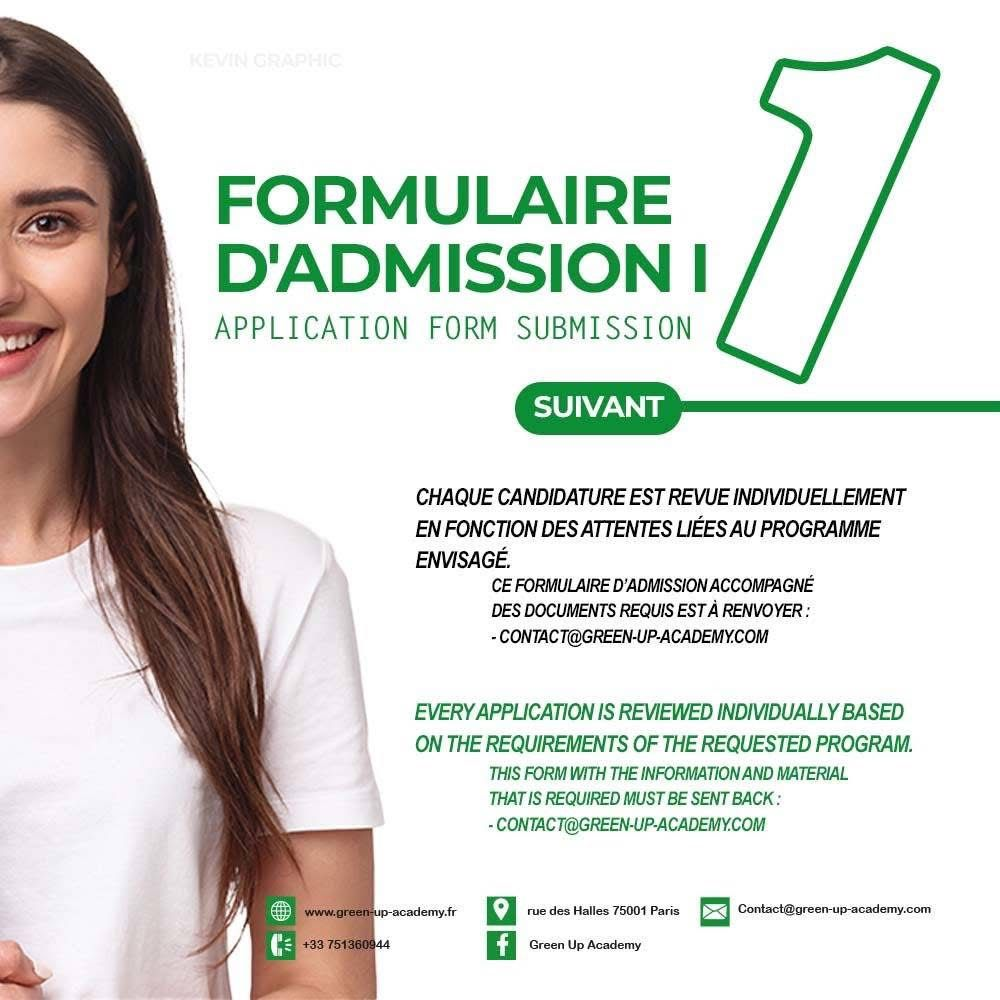 KEVIN GRAPHIC
1
FORMULAIRE
D'ADMISSION I
APPLICATION FORM SUBMISSION
SUIVANT
CHAQUE CANDIDATURE EST REVUE INDIVIDUELLEMENT
EN FONCTION DES ATTENTES LIÉES AU PROGRAMME
ENVISAGÉ.
CE FORMULAIRE D'ADMISSION ACCOMPAGNÉ
DES DOCUMENTS REQUIS EST À RENVOYER :
- CONTACT@GREEN-UP-ACADEMY.COM
EVERY APPLICATION IS REVIEWED INDIVIDUALLY BASED
ON THE REQUIREMENTS OF THE REQUESTED PROGRAM.
THIS FORM WITH THE INFORMATION AND MATERIAL
THAT IS REQUIRED MUST BE SENT BACK :
- CONTACT@GREEN-UP-ACADEMY.COM
www.green-up-academy.fr
rue des Halles 75001 Paris
Contact@green-up-academy.com
+33 751360944
Green Up Academy